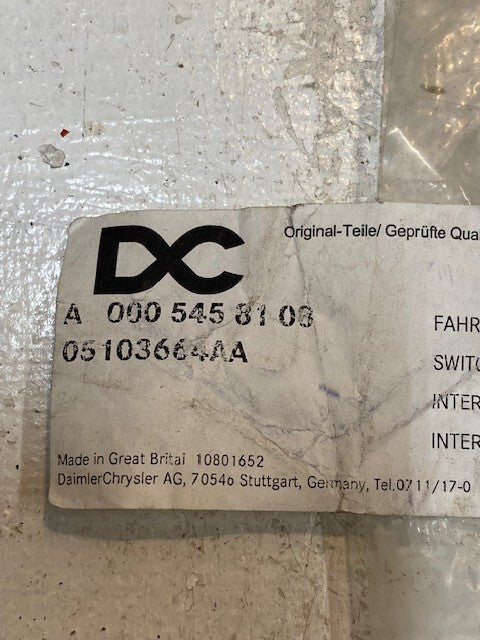 DC
Original-Teile/ Geprüfte Qual
A 000 545 81 08
05103664AA
FAHR
SWITC
INTER
INTER
Made in Great Britai 10801652
DaimlerChrysler AG, 70546 Stuttgart, Germany, Tel.0711/17-0